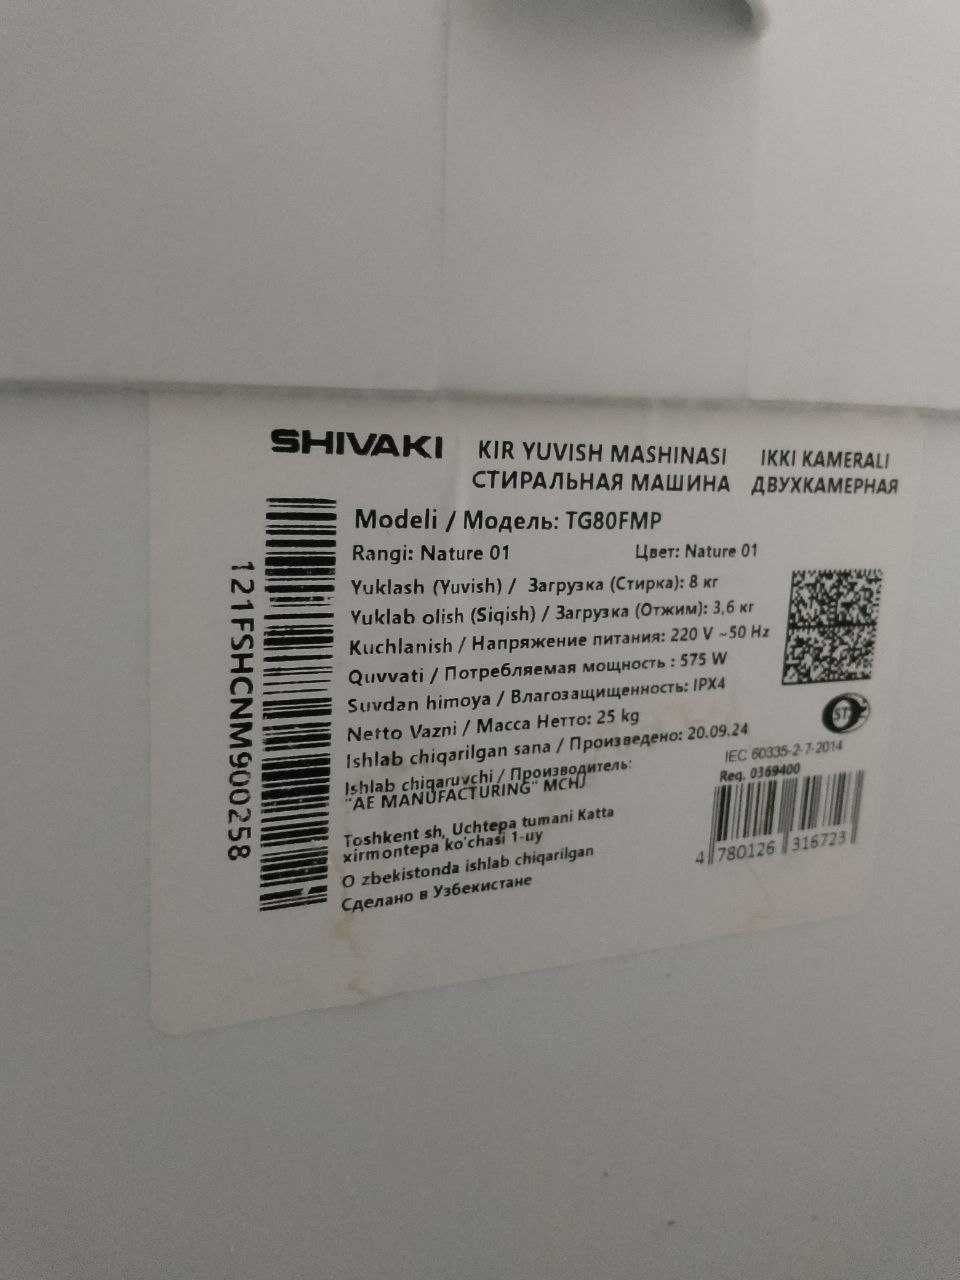 SHIVAKI KIR YUVISH MASHINASI IKKI KAMERALI
СТИРАЛЬНАЯ МАШИНА ДВУХКАМЕРНАЯ
Modeli / Модель: TG80FMP
Rangi: Nature 01 Цвет: Nature 01
Yuklash (Yuvish) / Загрузка (Стирка): 8 кг
Yuklab olish (Siqish) / Загрузка (Отжим): 3,6 кг
Kuchlanish / Напряжение питания: 220 V ~50 Hz
Quvvati / Потребляемая мощность : 575 W
Suvdan himoya / Влагозащищенность: IPX4
Netto Vazni / Масса Нетто: 25 kg
Ishlab chiqarilgan sana / Произведено: 20.09.24
Ishlab chiqaruvchi / Производитель:
"AE MANUFACTURING" MCHJ
Toshkent sh, Uchtepa tumani Katta
xirmontepa ko'chasi 1-uy
O zbekistonda ishlab chiqarilgan
Сделано в Узбекистане
121FSHCNM900258
ST
IEC 60335-2-7-2014
Reg. 0369400
4 780126 316723